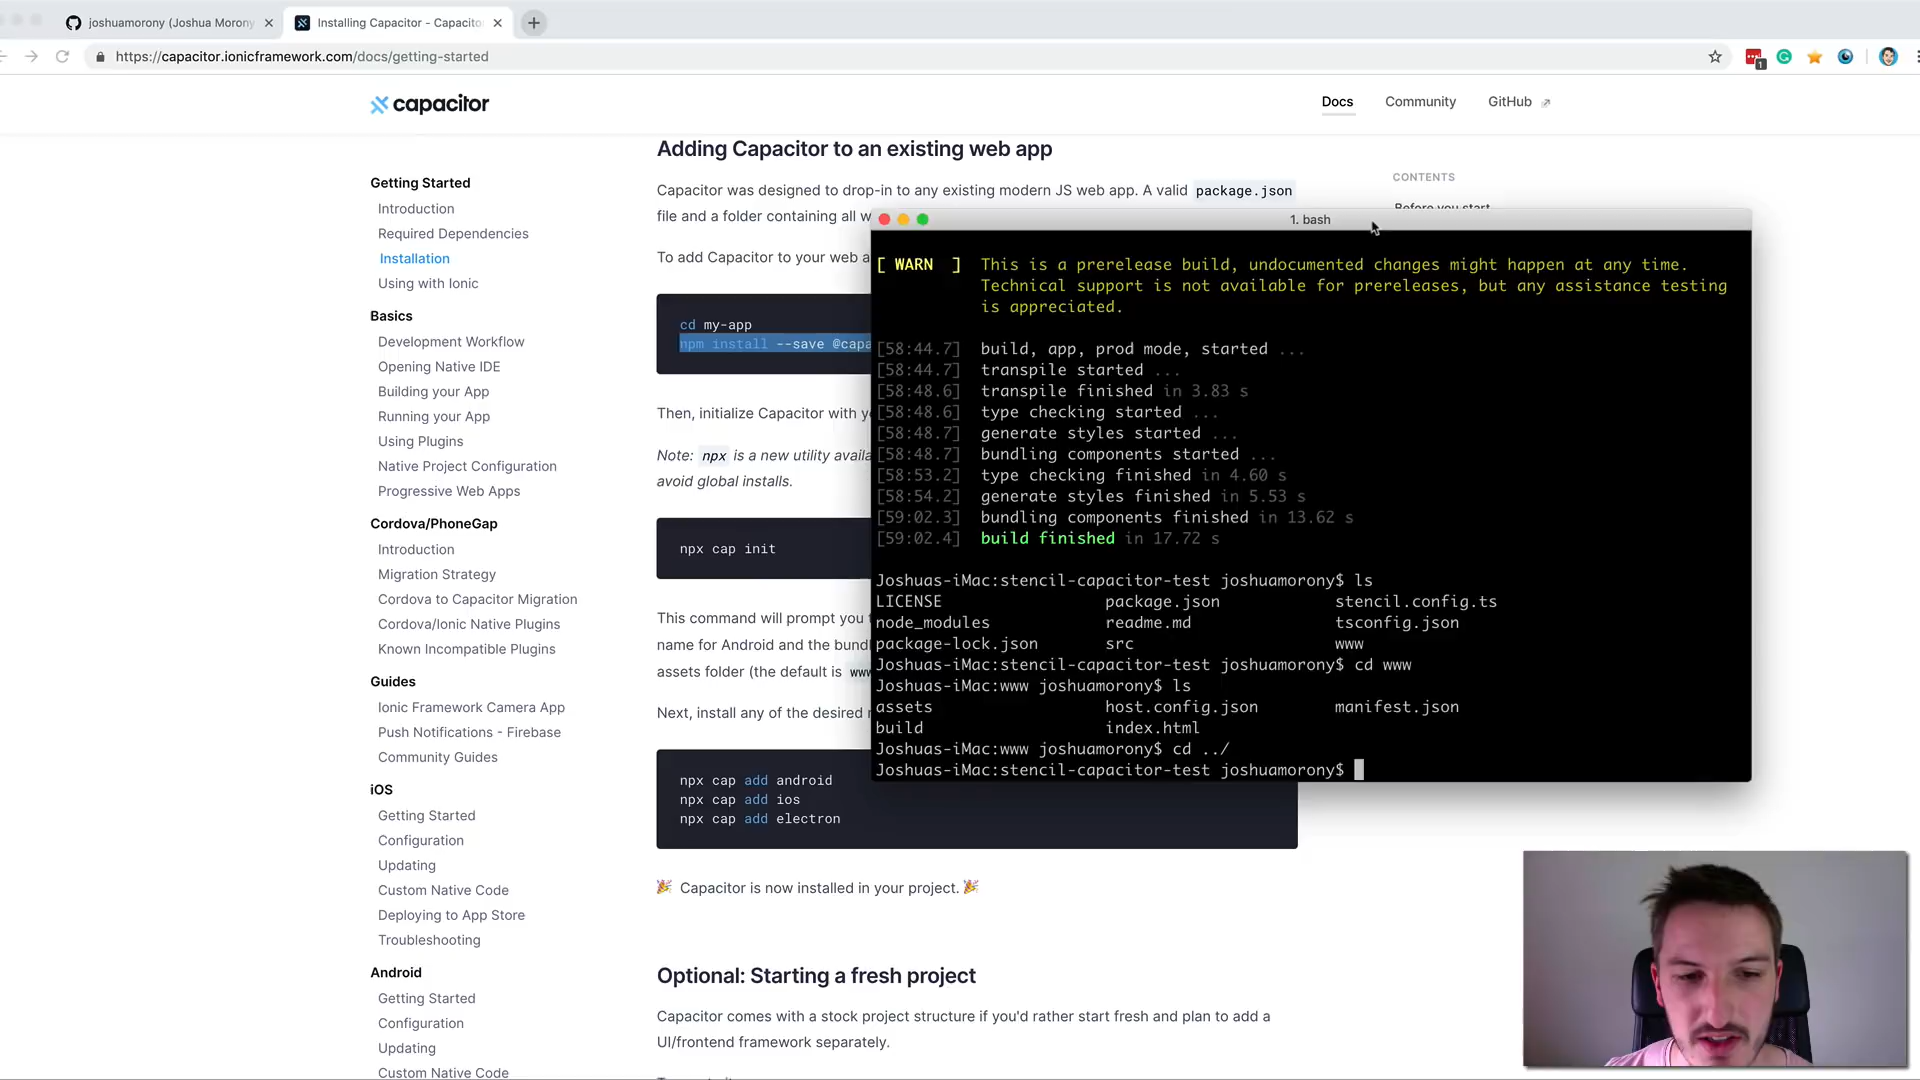 joshuamorony (Joshua Morony
Installing Capacitor - Capacito
https://capacitor.ionicframework.com/docs/getting-started
1
capacitor
Docs
Community
GitHub
Getting Started
Introduction
Required Dependencies
Installation
Using with Ionic
Basics
Development Workflow
Opening Native IDE
Building your App
Running your App
Using Plugins
Native Project Configuration
Progressive Web Apps
Cordova/PhoneGap
Introduction
Migration Strategy
Cordova to Capacitor Migration
Cordova/Ionic Native Plugins
Known Incompatible Plugins
Guides
Ionic Framework Camera App
Push Notifications - Firebase
Community Guides
iOS
Getting Started
Configuration
Updating
Custom Native Code
Deploying to App Store
Troubleshooting
Android
Getting Started
Configuration
Updating
Custom Native Code
Adding Capacitor to an existing web app
Capacitor was designed to drop-in to any existing modern JS web app. A valid package.json
file and a folder containing all w
To add Capacitor to your web a
cd my-app
npm install --save @capa
Then, initialize Capacitor with yo
Note: npx is a new utility availa
avoid global installs.
npx cap init
This command will prompt you
name for Android and the bund
assets folder (the default is www
Next, install any of the desired
npx cap add android
npx cap add ios
npx cap add electron
🎉 Capacitor is now installed in your project. 🎉
Optional: Starting a fresh project
Capacitor comes with a stock project structure if you'd rather start fresh and plan to add a
UI/frontend framework separately.
CONTENTS
Before you start
1. bash
[ WARN  ]  This is a prerelease build, undocumented changes might happen at any time.
Technical support is not available for prereleases, but any assistance testing
is appreciated.
[58:44.7]  build, app, prod mode, started ...
[58:44.7]  transpile started ...
[58:48.6]  transpile finished in 3.83 s
[58:48.6]  type checking started ...
[58:48.7]  generate styles started ...
[58:48.7]  bundling components started ...
[58:53.2]  type checking finished in 4.60 s
[58:54.2]  generate styles finished in 5.53 s
[59:02.3]  bundling components finished in 13.62 s
[59:02.4]  build finished in 17.72 s
Joshuas-iMac:stencil-capacitor-test joshuamorony$ ls
LICENSE package.json stencil.config.ts
node_modules readme.md tsconfig.json
package-lock.json src www
Joshuas-iMac:stencil-capacitor-test joshuamorony$ cd www
Joshuas-iMac:www joshuamorony$ ls
assets host.config.json manifest.json
build index.html
Joshuas-iMac:www joshuamorony$ cd ../
Joshuas-iMac:stencil-capacitor-test joshuamorony$